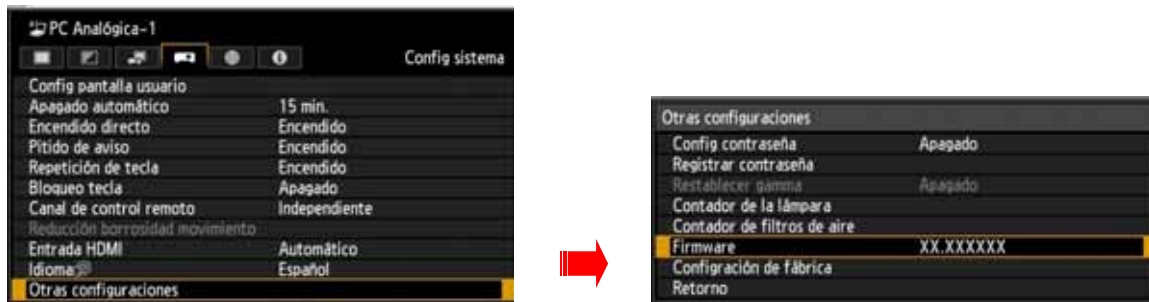 PC Analógica-1
Config sistema
Config pantalla usuario
Apagado automático 15 min.
Encendido directo Encendido
Pitido de aviso Encendido
Repetición de tecla Encendido
Bloqueo tecla Apagado
Canal de control remoto Independiente
Reducción borrosidad movimiento
Entrada HDMI Automático
Idioma Español
Otras configuraciones
Otras configuraciones
Config contraseña Apagado
Registrar contraseña
Restablecer gamma Apagado
Contador de la lámpara
Contador de filtros de aire
Firmware XX.XXXXXX
Configración de fábrica
Retorno